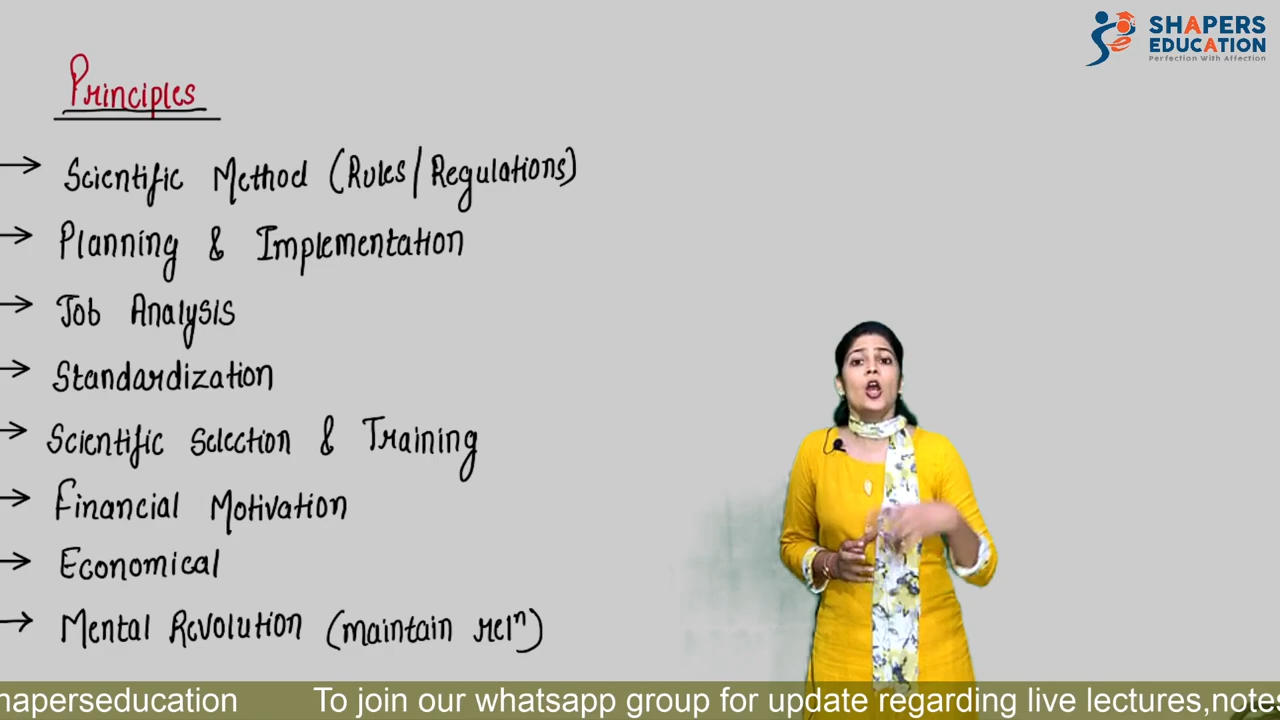 SHAPERS
EDUCATION
Perfection With Affection
Principles
→ Scientific Method (Rules/Regulations)
→ Planning & Implementation
→ Job Analysis
→ Standardization
→ Scientific Selection & Training
→ Financial Motivation
→ Economical
→ Mental Revolution (maintain relⁿ)
haperseducation To join our whatsapp group for update regarding live lectures,notes